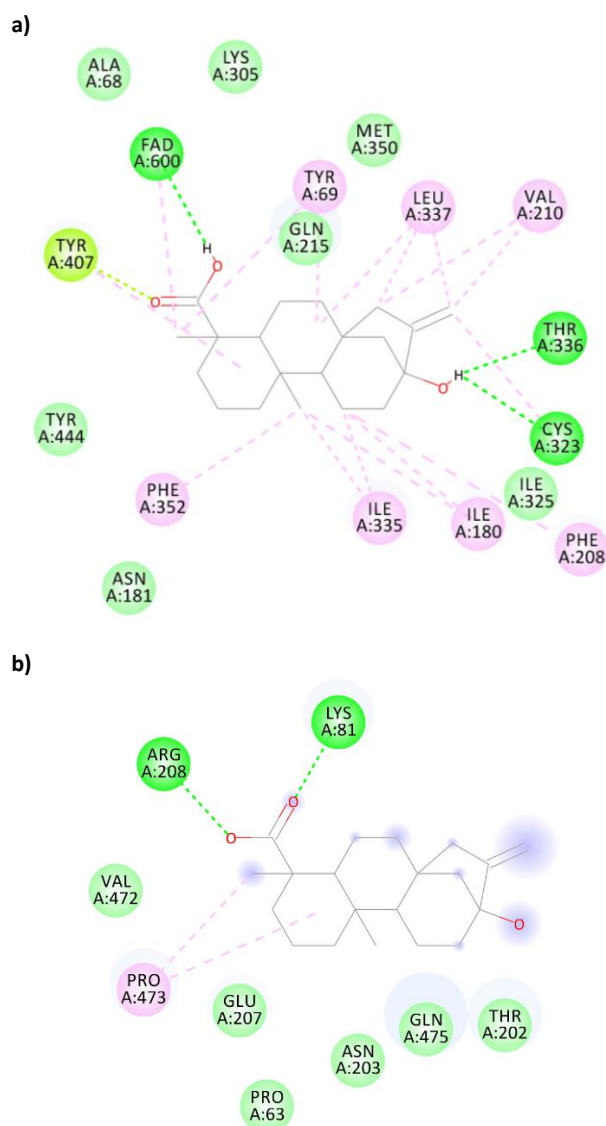 a)
ALA
A:68
LYS
A:305
FAD
A:600
MET
A:350
TYR
A:69
LEU
A:337
VAL
A:210
GLN
A:215
TYR
A:407
H
O
O
THR
A:336
O
H
CYS
A:323
TYR
A:444
PHE
A:352
ILE
A:335
ILE
A:180
ILE
A:325
PHE
A:208
ASN
A:181
b)
LYS
A:81
ARG
A:208
O
O
VAL
A:472
O
PRO
A:473
GLU
A:207
GLN
A:475
THR
A:202
ASN
A:203
PRO
A:63